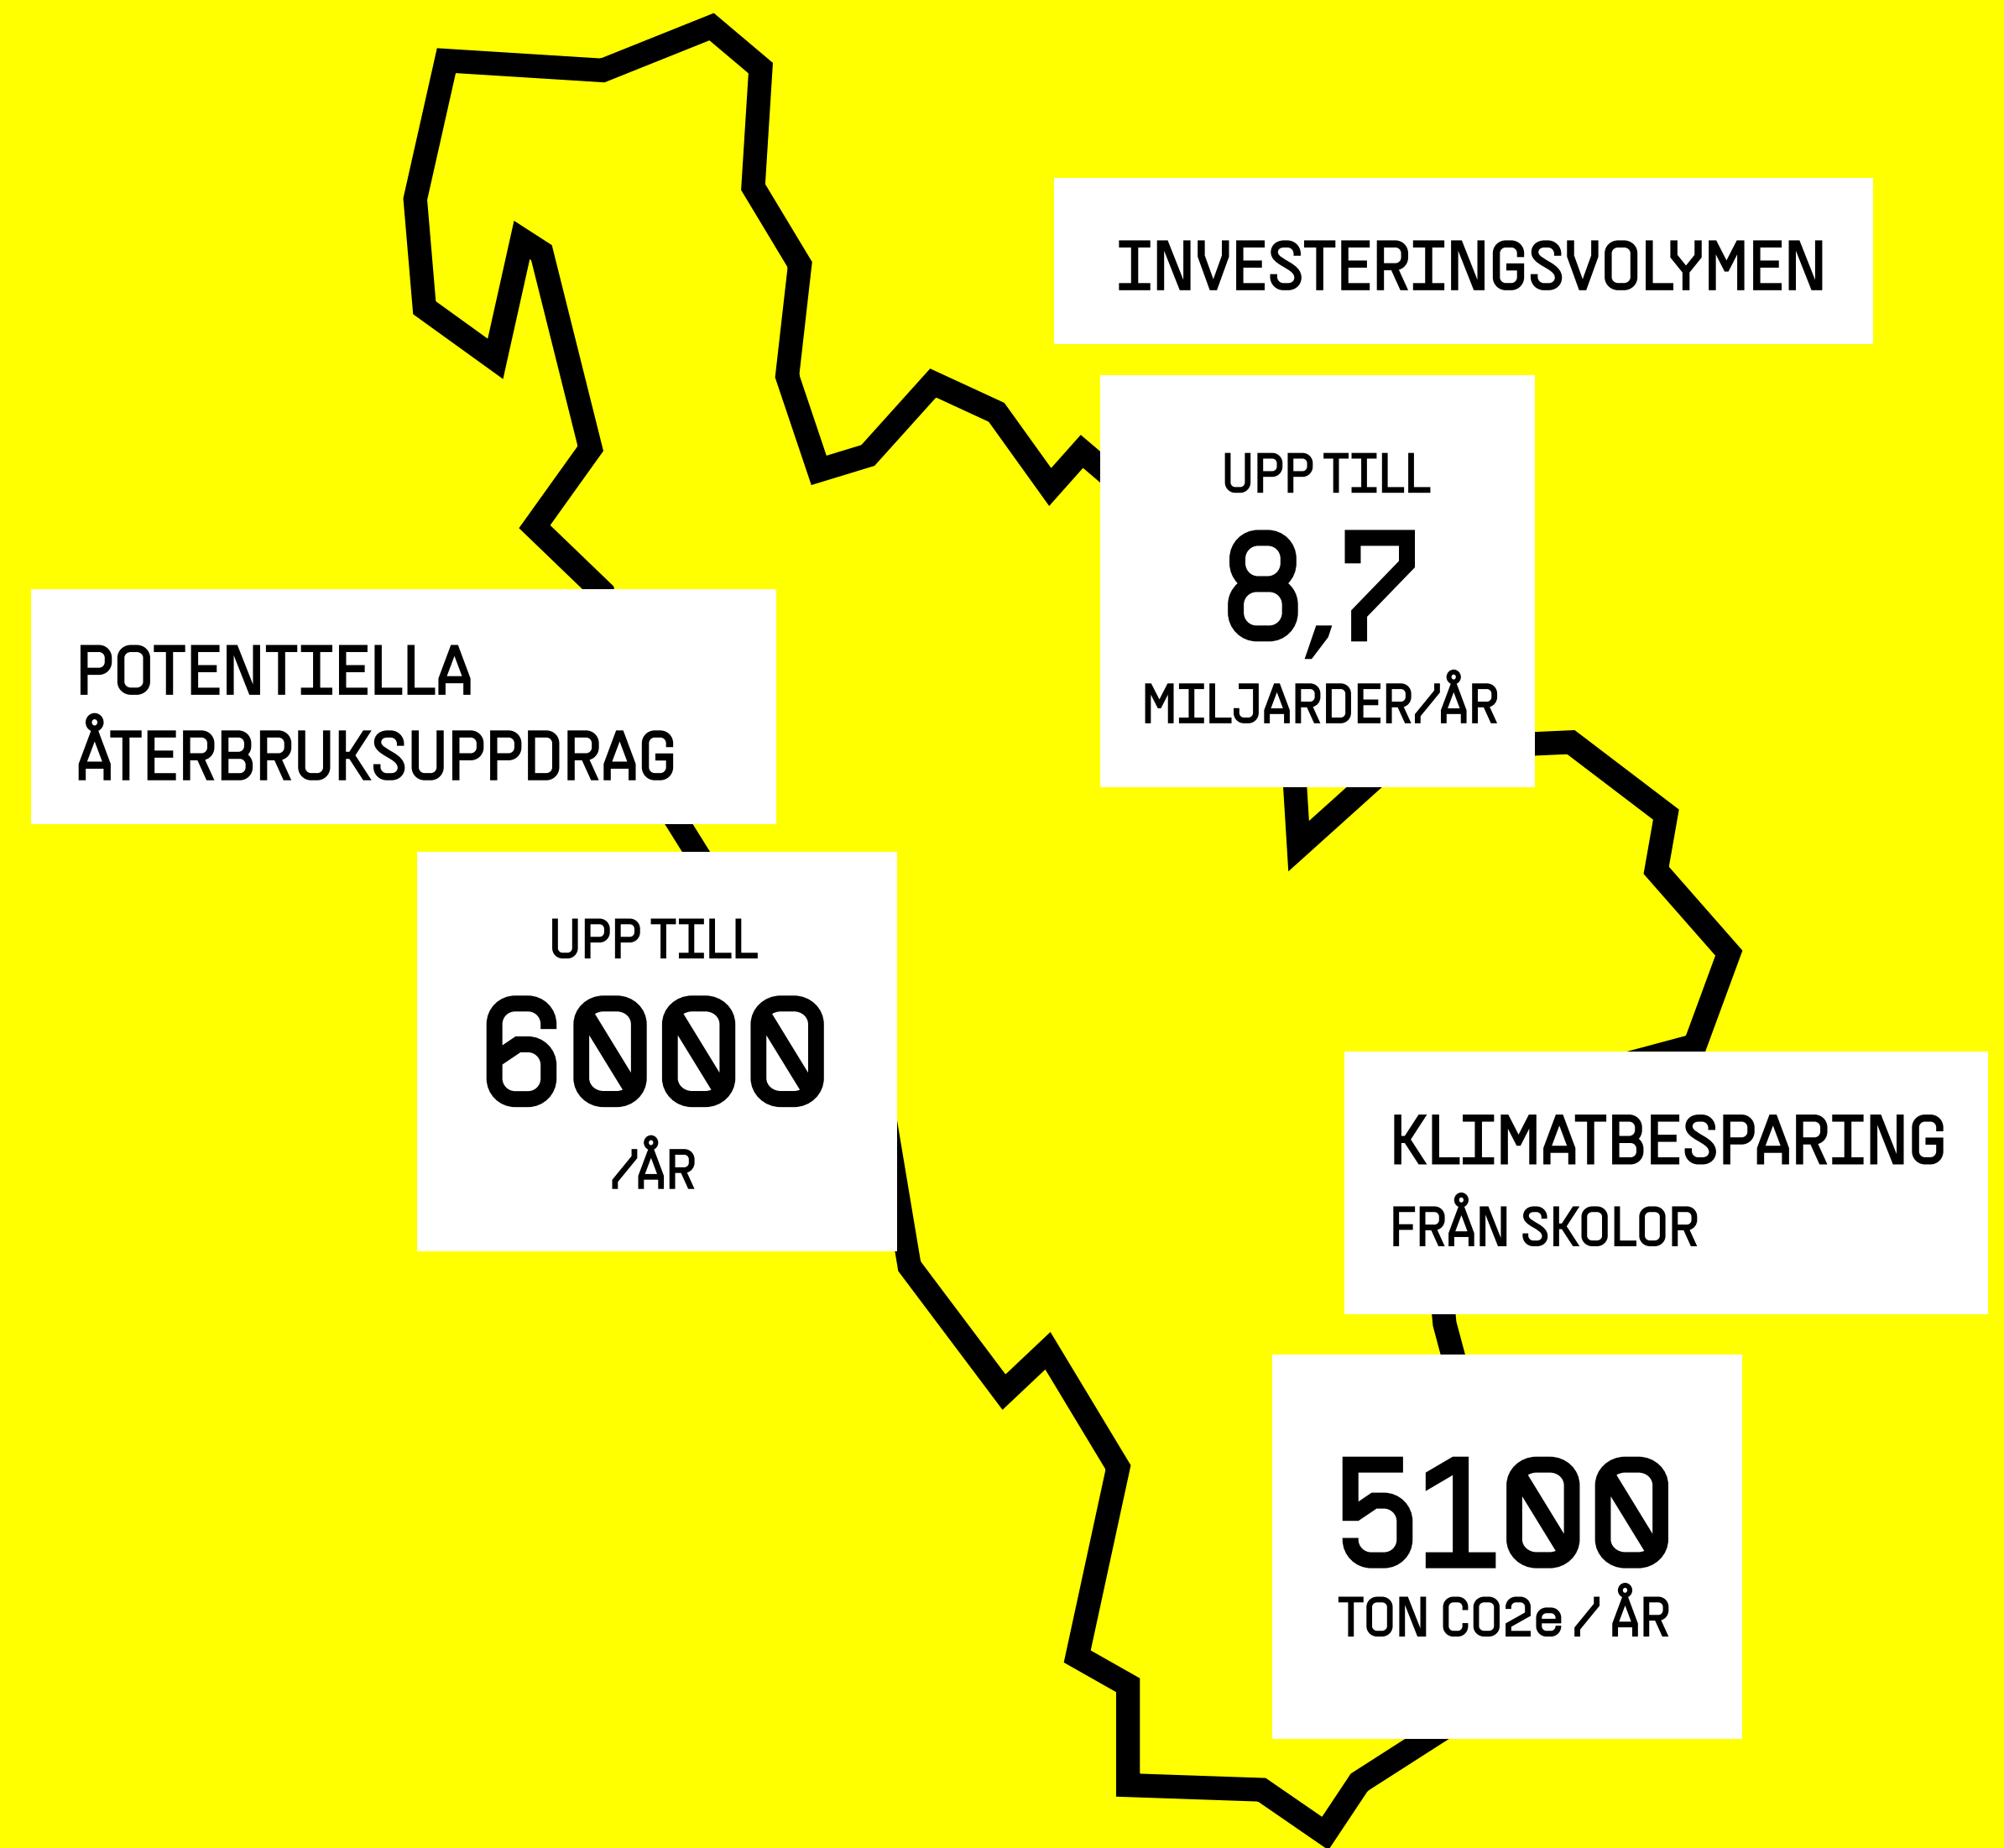 INVESTERINGSVOLYMEN
UPP TILL
8,7
MILJARDER/ÅR
POTENTIELLA
ÅTERBRUKSUPPDRAG
UPP TILL
6000
/ÅR
KLIMATBESPARING
FRÅN SKOLOR
5100
TON CO2e/ÅR